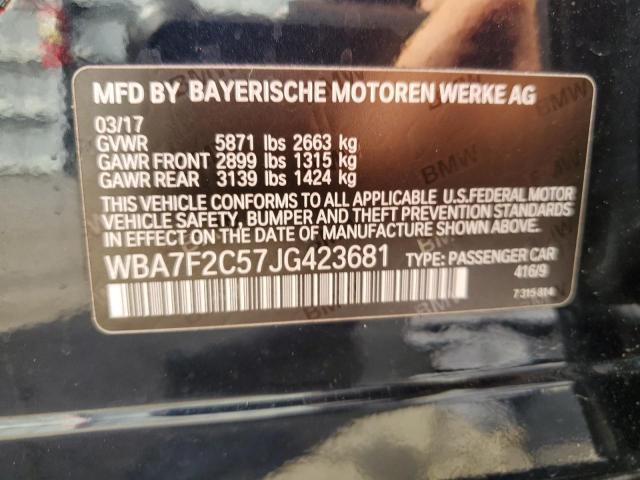 MFD BY BAYERISCHE MOTOREN WERKE AG
03/17
GVWR 5871 lbs 2663 kg
GAWR FRONT 2899 lbs 1315 kg
GAWR REAR 3139 lbs 1424 kg
THIS VEHICLE CONFORMS TO ALL APPLICABLE U.S.FEDERAL MOTOR
VEHICLE SAFETY, BUMPER AND THEFT PREVENTION STANDARDS
IN EFFECT ON THE DATE OF MANUFACTURE SHOWN ABOVE.
WBA7F2C57JG423681 TYPE: PASSENGER CAR
416/9
7 315 814